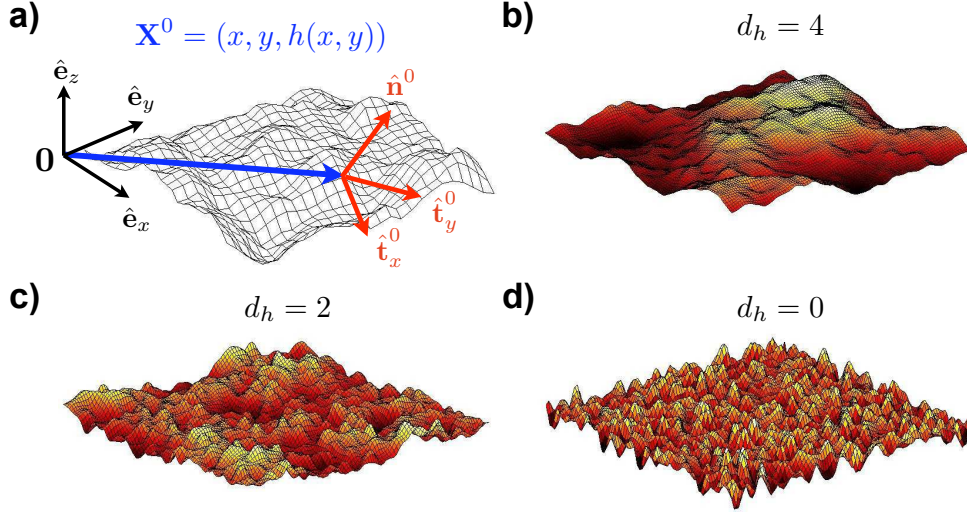 a)
X⁰ = (x, y, h(x, y))
ê_z
ê_y
0
ê_x
n̂⁰
t̂_y⁰
t̂_x⁰
b)
d_h = 4
c)
d_h = 2
d)
d_h = 0